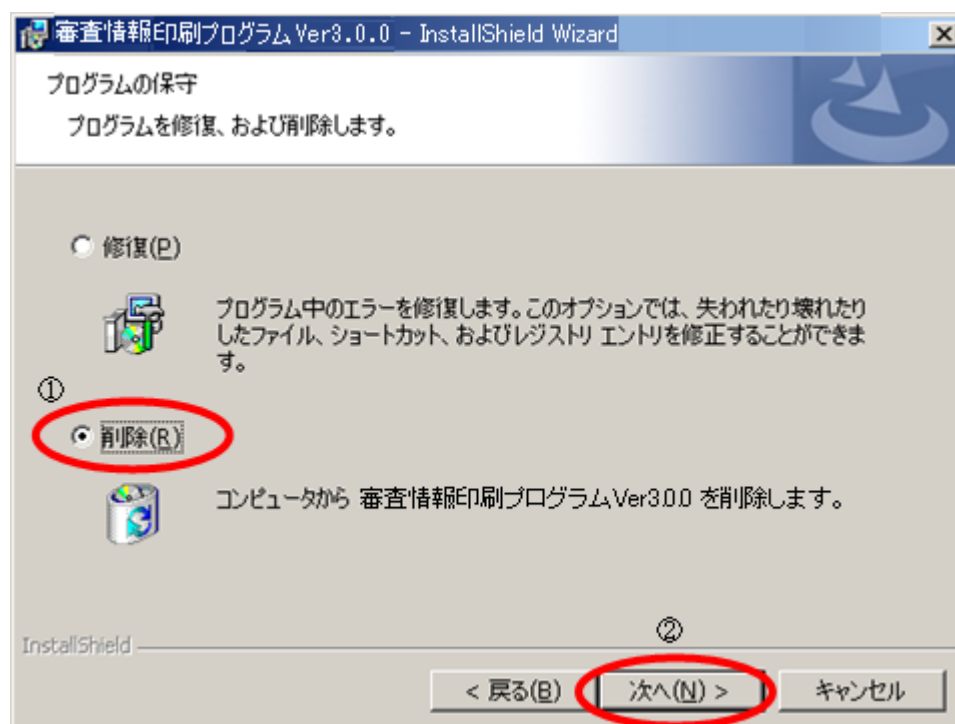 審査情報印刷プログラムVer3.0.0 - InstallShield Wizard
プログラムの保守
プログラムを修復、および削除します。
修復(P)
プログラム中のエラーを修復します。このオプションでは、失われたり壊れたり
したファイル、ショートカット、およびレジストリ エントリを修正することができま
す。
①
削除(R)
コンピュータから 審査情報印刷プログラムVer3.0.0 を削除します。
②
InstallShield
< 戻る(B) 次へ(N) > キャンセル